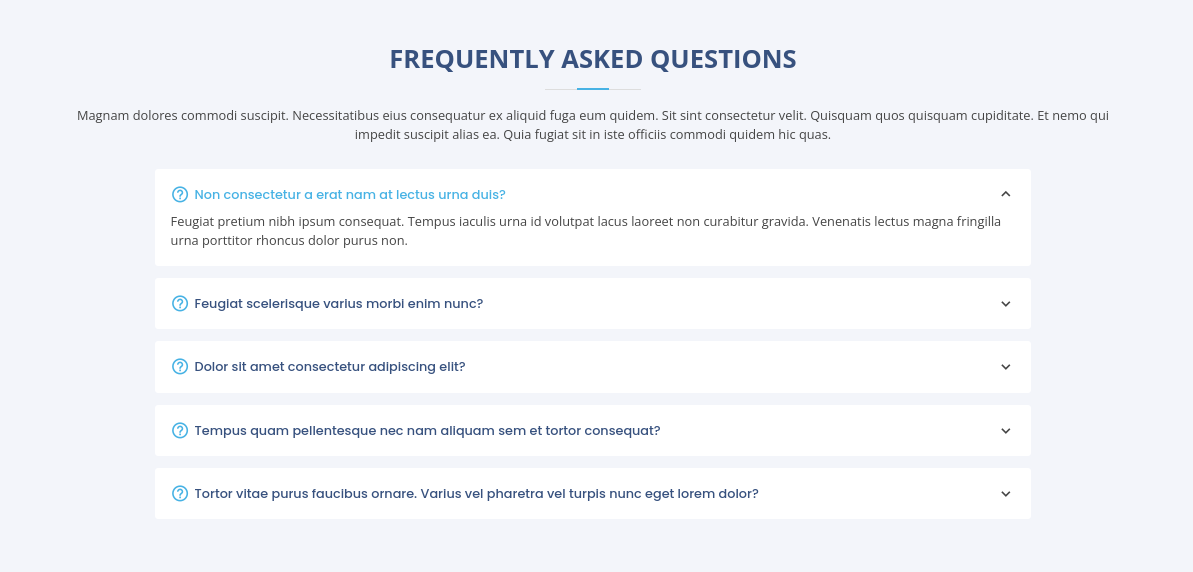 FREQUENTLY ASKED QUESTIONS
Magnam dolores commodi suscipit. Necessitatibus eius consequatur ex aliquid fuga eum quidem. Sit sint consectetur velit. Quisquam quos quisquam cupiditate. Et nemo qui
impedit suscipit alias ea. Quia fugiat sit in iste officiis commodi quidem hic quas.
Non consectetur a erat nam at lectus urna duis?
Feugiat pretium nibh ipsum consequat. Tempus iaculis urna id volutpat lacus laoreet non curabitur gravida. Venenatis lectus magna fringilla
urna porttitor rhoncus dolor purus non.
Feugiat scelerisque varius morbi enim nunc?
Dolor sit amet consectetur adipiscing elit?
Tempus quam pellentesque nec nam aliquam sem et tortor consequat?
Tortor vitae purus faucibus ornare. Varius vel pharetra vel turpis nunc eget lorem dolor?